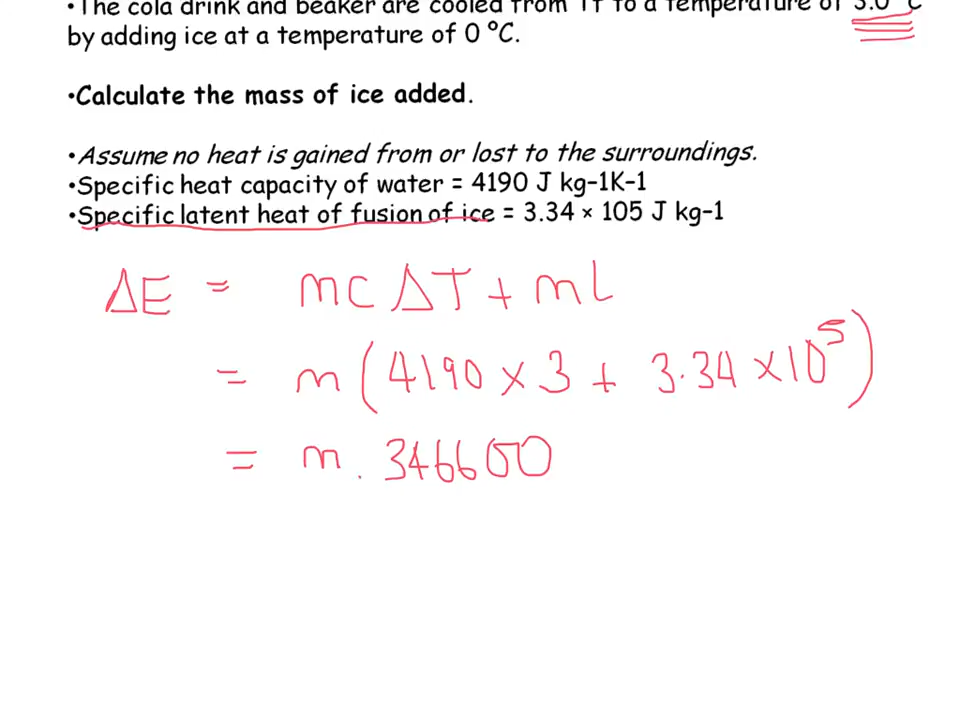 •The cola drink and beaker are cooled from Tf to a temperature of 3.0 °C
by adding ice at a temperature of 0 °C.
•Calculate the mass of ice added.
•Assume no heat is gained from or lost to the surroundings.
•Specific heat capacity of water = 4190 J kg–1K–1
•Specific latent heat of fusion of ice = 3.34 × 105 J kg–1
ΔE = mcΔT + ml
= m (4190 × 3 + 3.34 × 10⁵)
= m . 346600